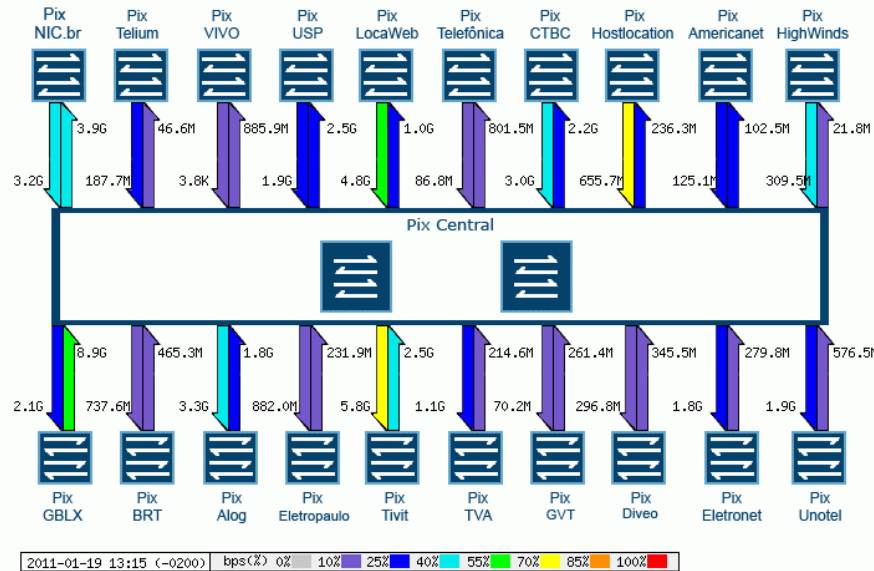 Pix NIC.br
Pix Telium
Pix VIVO
Pix USP
Pix LocaWeb
Pix Telefônica
Pix CTBC
Pix Hostlocation
Pix Americanet
Pix HighWinds
3.9G
46.6M
885.9M
2.5G
1.0G
801.5M
2.2G
236.3M
102.5M
21.8M
3.2G
187.7M
3.8K
1.9G
4.8G
86.8M
3.0G
655.7M
125.1M
309.5M
Pix Central
8.9G
465.3M
1.8G
231.9M
2.5G
214.6M
261.4M
345.5M
279.8M
576.5M
2.1G
737.6M
3.3G
882.0M
5.8G
1.1G
70.2M
296.8M
1.8G
1.9G
Pix GBLX
Pix BRT
Pix Alog
Pix Eletropaulo
Pix Tivit
Pix TVA
Pix GVT
Pix Diveo
Pix Eletronet
Pix Unotel
2011-01-19 13:15 (-0200) bps(%) 0% 10% 25% 40% 55% 70% 85% 100%